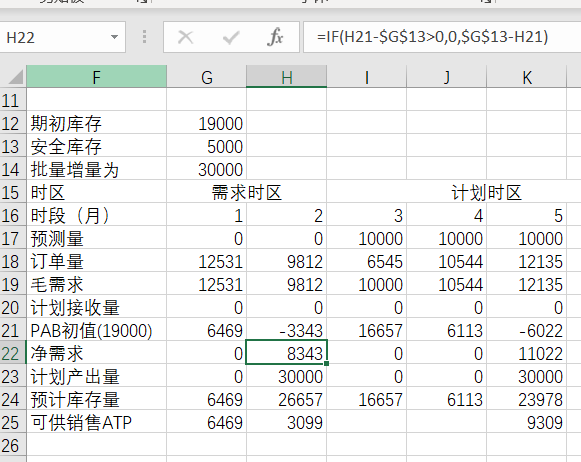 H22 fx =IF(H21-$G$13>0,0,$G$13-H21)
F G H I J K
11
12 期初库存 19000
13 安全库存 5000
14 批量增量为 30000
15 时区 需求时区 计划时区
16 时段（月） 1 2 3 4 5
17 预测量 0 0 10000 10000 10000
18 订单量 12531 9812 6545 10544 12135
19 毛需求 12531 9812 10000 10544 12135
20 计划接收量 0 0 0 0 0
21 PAB初值(19000) 6469 -3343 16657 6113 -6022
22 净需求 0 8343 0 0 11022
23 计划产出量 0 30000 0 0 30000
24 预计库存量 6469 26657 16657 6113 23978
25 可供销售ATP 6469 3099 9309
26